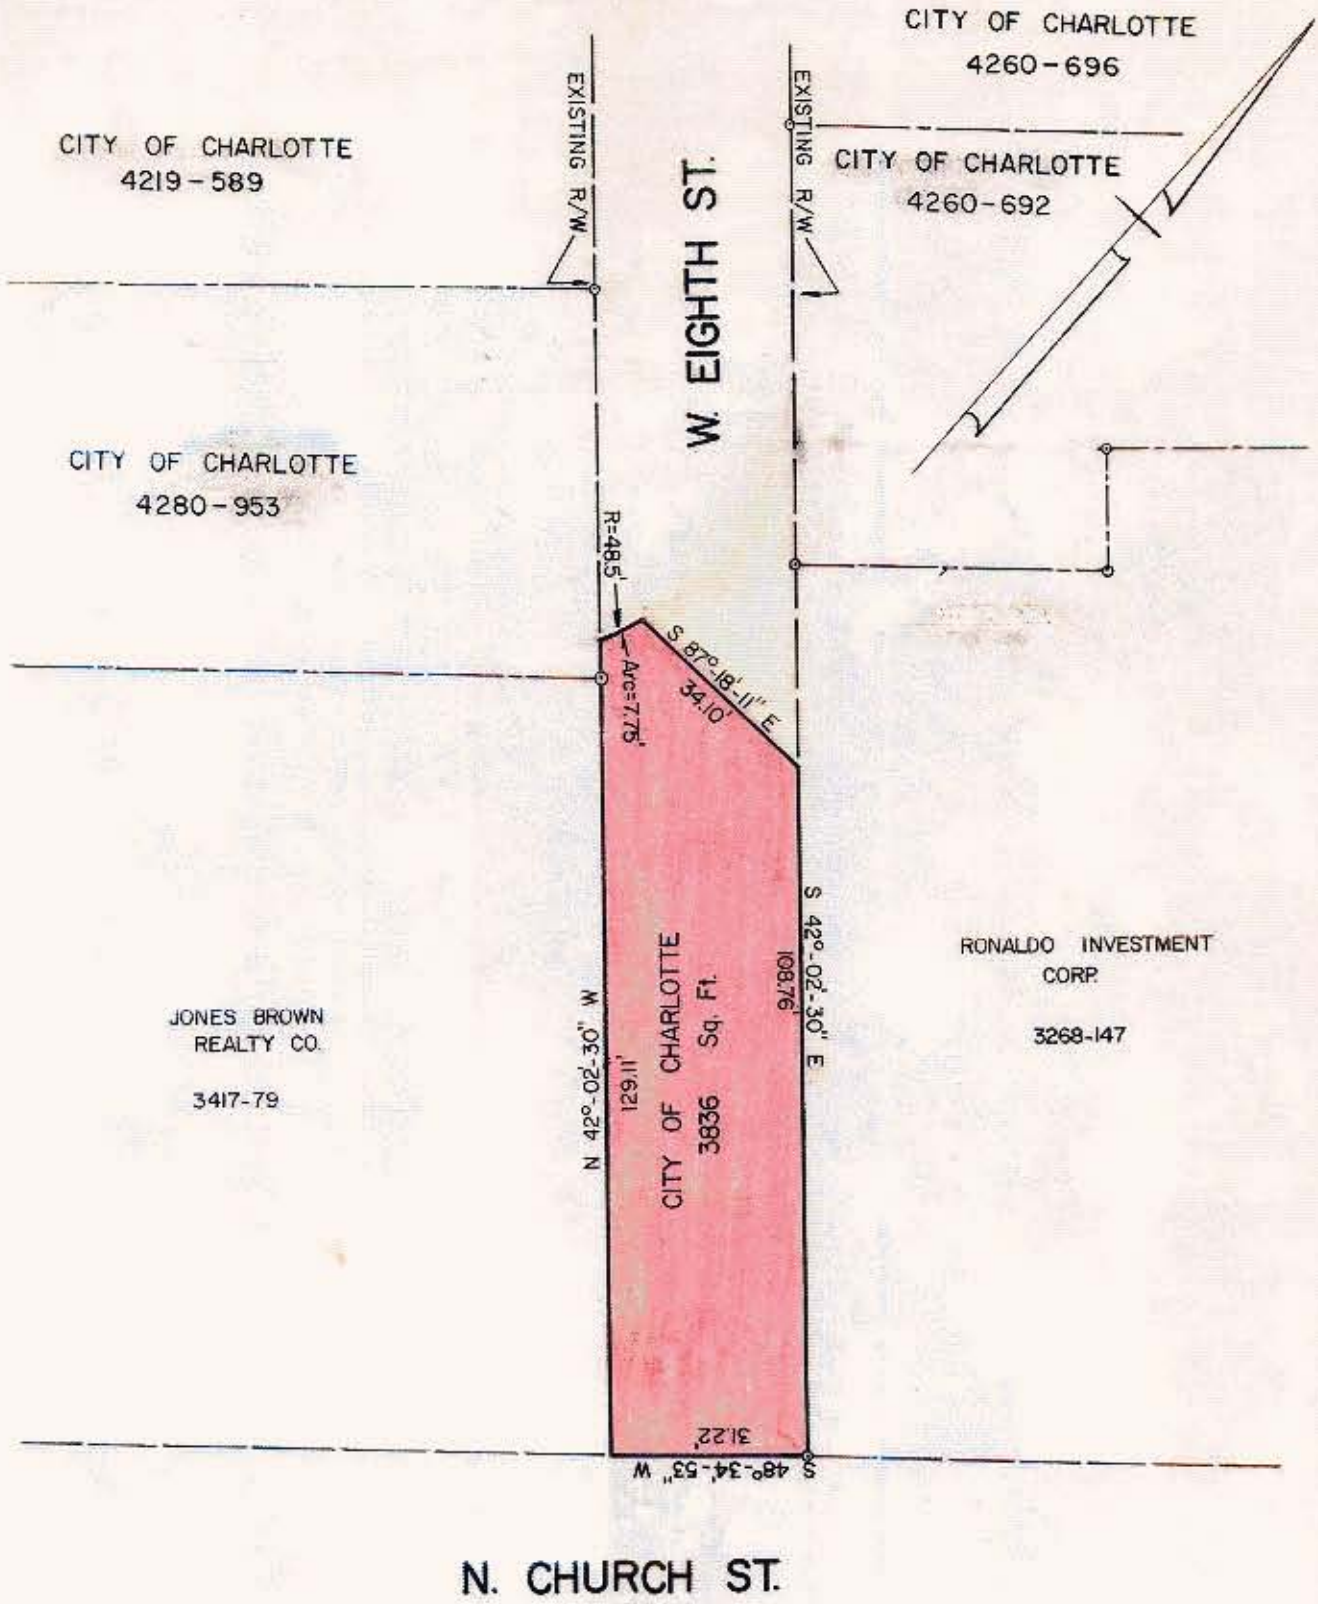 CITY OF CHARLOTTE
4260-696
CITY OF CHARLOTTE
4219-589
EXISTING R/W
W. EIGHTH ST.
EXISTING R/W
CITY OF CHARLOTTE
4260-692
CITY OF CHARLOTTE
4280-953
R=48.5'
Arc=7.75'
S 87°-18'-11" E
34.10'
JONES BROWN
REALTY CO.
3417-79
N 42°-02'-30" W
129.11'
CITY OF CHARLOTTE
3836 Sq. Ft.
108.76'
S 42°-02'-30" E
RONALDO INVESTMENT
CORP.
3268-147
31.22'
S 48°-34'-53" W
N. CHURCH ST.